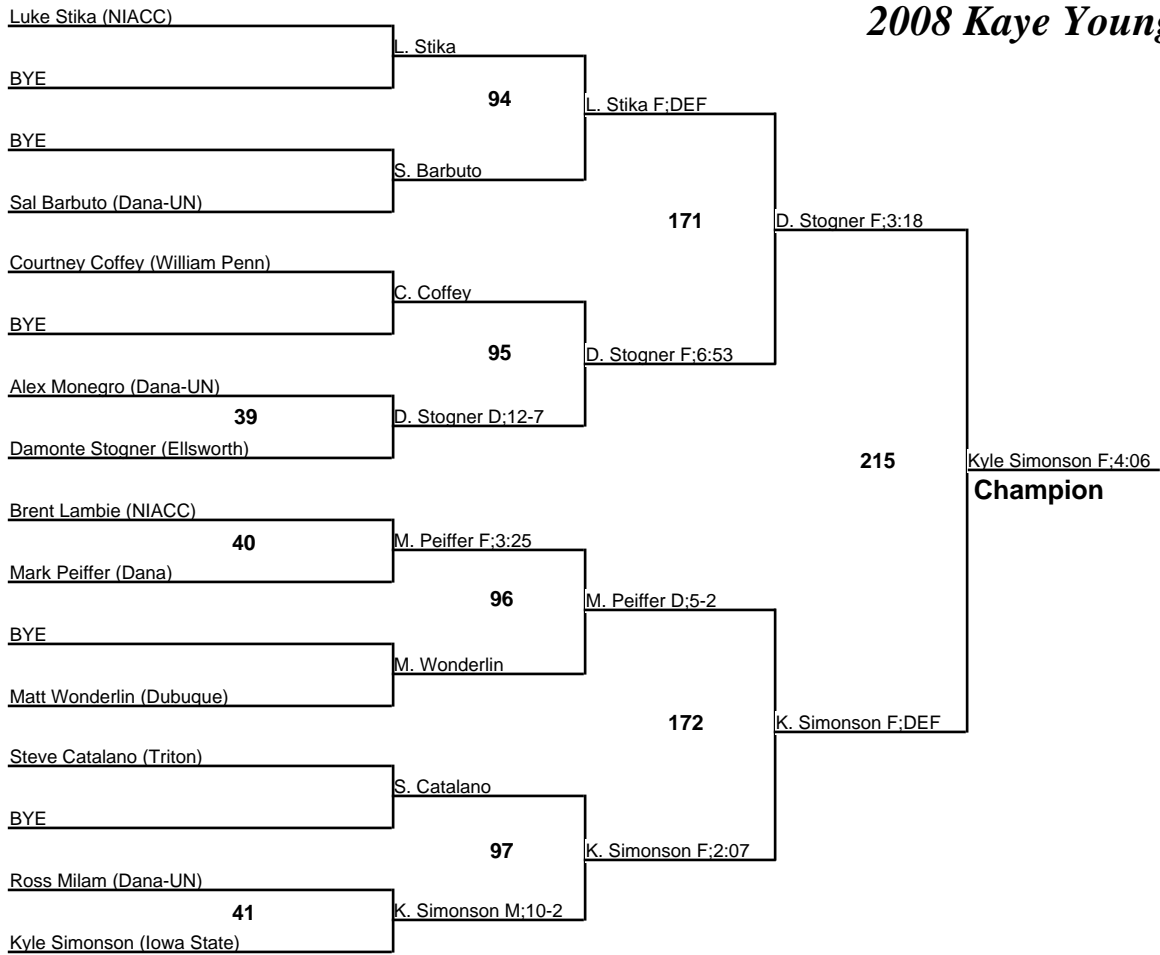 2008 Kaye Young
Luke Stika (NIACC)
L. Stika
BYE
94
L. Stika F;DEF
BYE
S. Barbuto
Sal Barbuto (Dana-UN)
171
D. Stogner F;3:18
Courtney Coffey (William Penn)
C. Coffey
BYE
95
D. Stogner F;6:53
Alex Monegro (Dana-UN)
39
D. Stogner D;12-7
Damonte Stogner (Ellsworth)
215
Kyle Simonson F;4:06
Champion
Brent Lambie (NIACC)
40
M. Peiffer F;3:25
Mark Peiffer (Dana)
96
M. Peiffer D;5-2
BYE
M. Wonderlin
Matt Wonderlin (Dubuque)
172
K. Simonson F;DEF
Steve Catalano (Triton)
S. Catalano
BYE
97
K. Simonson F;2:07
Ross Milam (Dana-UN)
41
K. Simonson M;10-2
Kyle Simonson (Iowa State)